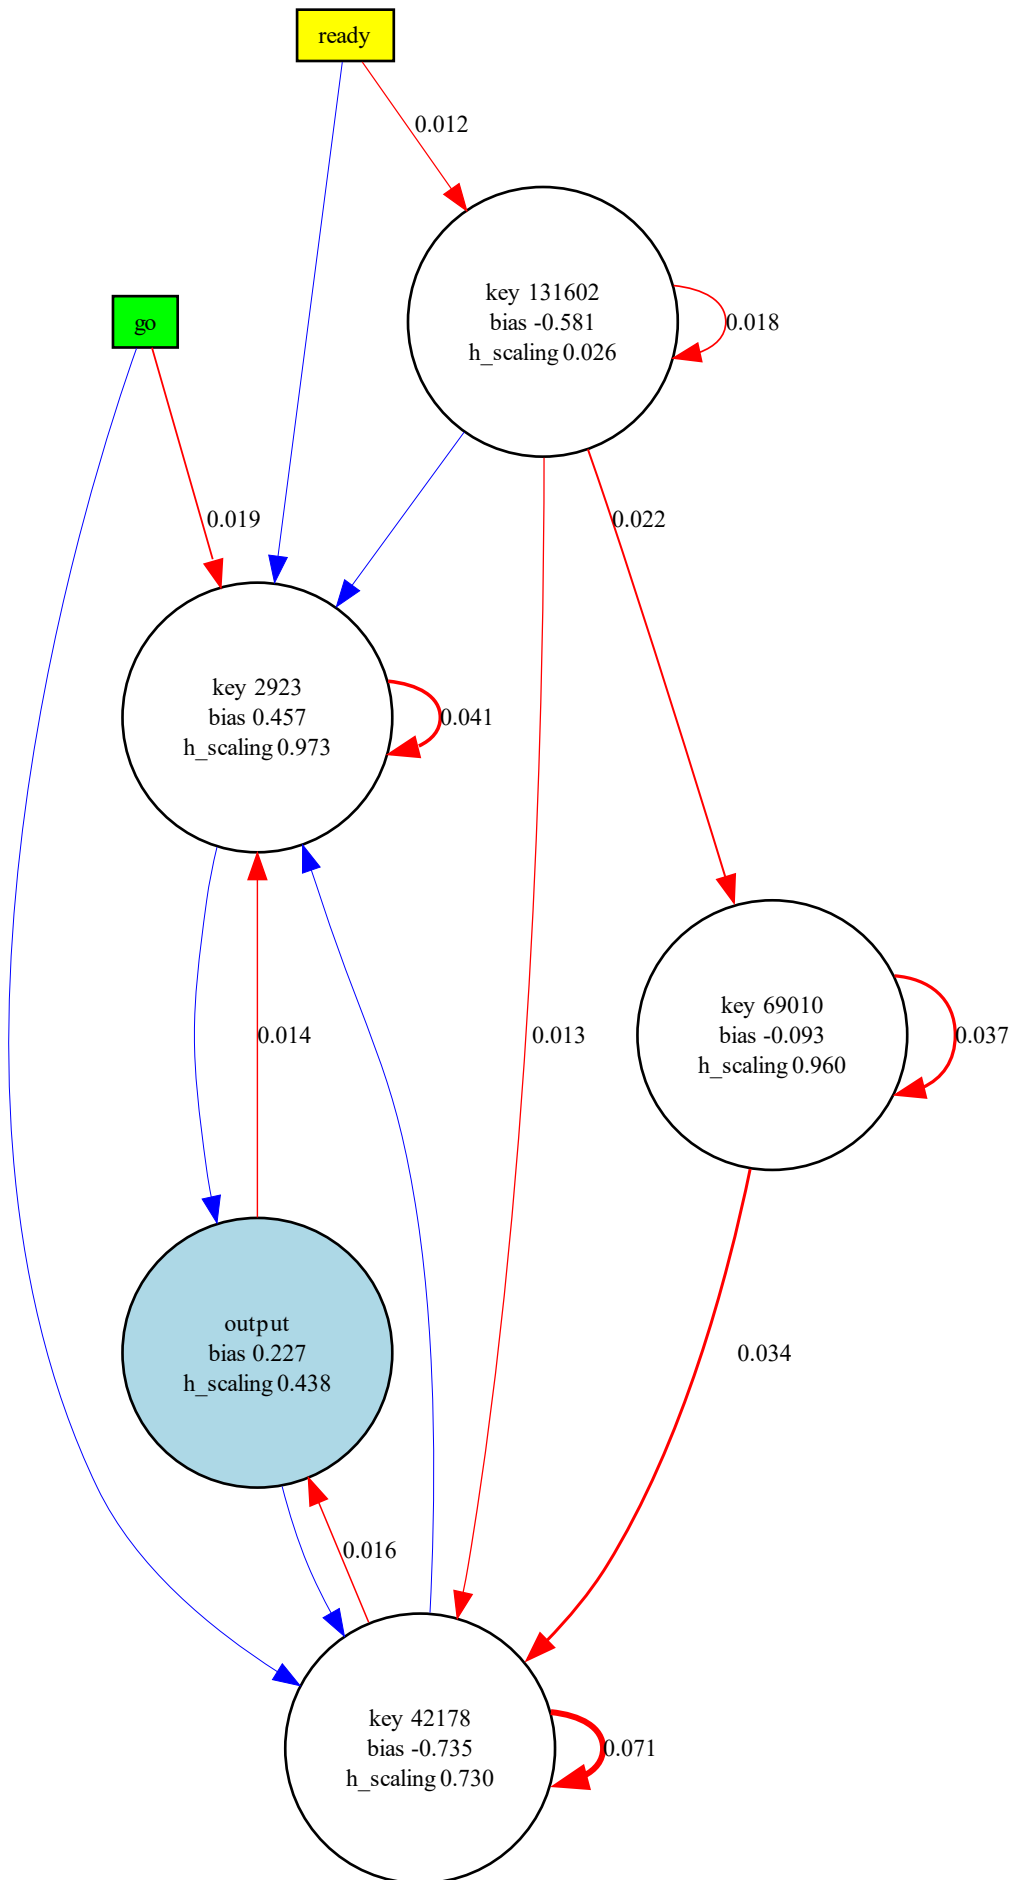 ready
0.012
key 131602
bias -0.581
h_scaling 0.026
0.018
go
0.019
0.022
key 2923
bias 0.457
h_scaling 0.973
0.041
key 69010
bias -0.093
h_scaling 0.960
0.037
0.014
0.013
output
bias 0.227
h_scaling 0.438
0.034
0.016
key 42178
bias -0.735
h_scaling 0.730
0.071